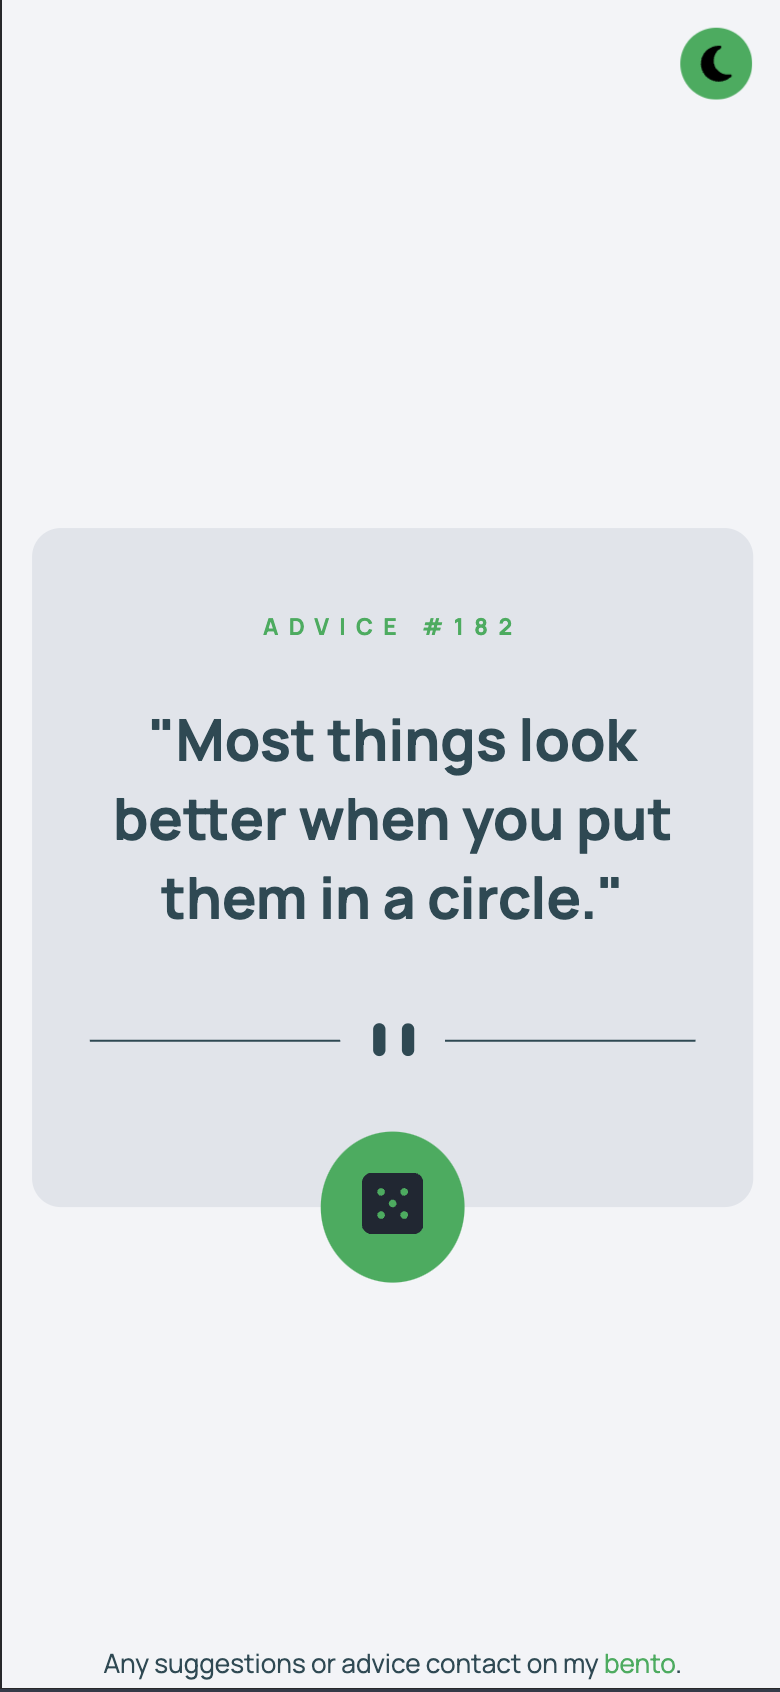 ADVICE #182
"Most things look
better when you put
them in a circle."
Any suggestions or advice contact on my bento.